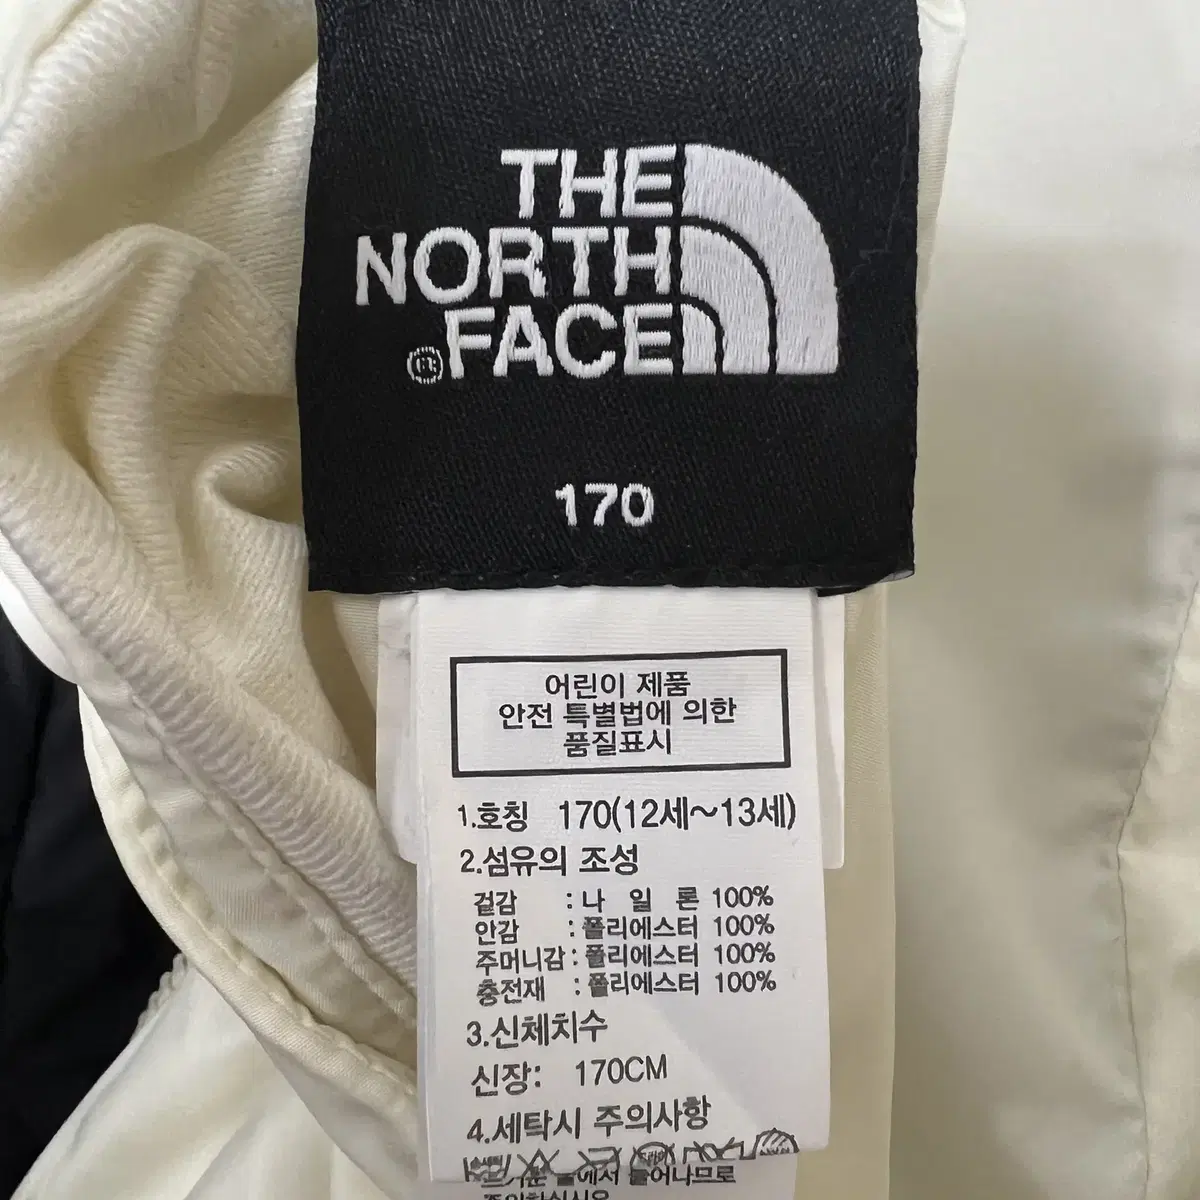 THE
NORTH
FACE
170
어린이 제품
안전 특별법에 의한
품질표시
1.호칭 170(12세~13세)
2.섬유의 조성
겉감 : 나 일 론 100%
안감 : 폴리에스터 100%
주머니감 : 폴리에스터 100%
충전재 : 폴리에스터 100%
3.신체치수
신장: 170CM
4.세탁시 주의사항